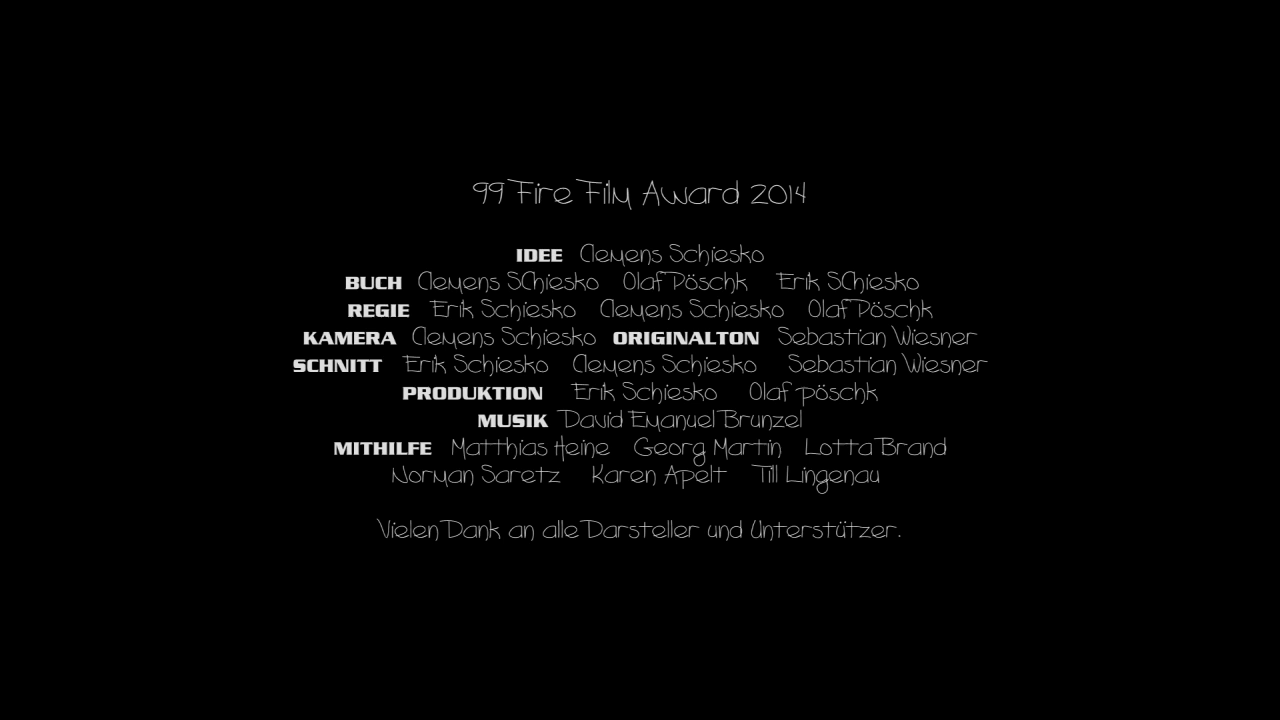 99 Fire Film Award 2014
IDEE Clemens Schiesko
BUCH Clemens SChiesko Olaf Pöschk Erik SChiesko
REGIE Erik Schiesko Clemens Schiesko Olaf Pöschk
KAMERA Clemens Schiesko ORIGINALTON Sebastian Wiesner
SCHNITT Erik Schiesko Clemens Schiesko Sebastian Wiesner
PRODUKTION Erik Schiesko Olaf pöschk
MUSIK David Emanuel Brunzel
MITHILFE Matthias Heine Georg Martin Lotta Brand
Norman Saretz Karen Apelt Till Lingenau
Vielen Dank an alle Darsteller und Unterstützer.